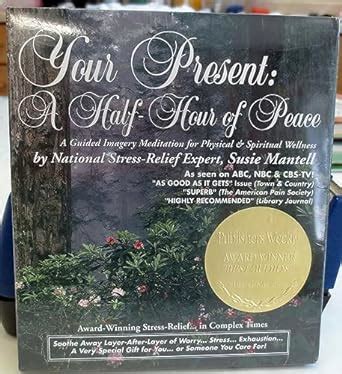 Your Present:
A Half-Hour of Peace
A Guided Imagery Meditation for Physical & Spiritual Wellness
by National Stress-Relief Expert, Susie Mantell
As seen on ABC, NBC & CBS-TV!
"AS GOOD AS IT GETS" Issue (Town & Country)
"SUPERB" (The American Pain Society)
"HIGHLY RECOMMENDED" (Library Journal)
Publishers Weekly
AWARD WINNER
BEST AUDIOS
Award-Winning Stress-Relief... in Complex Times
Soothe Away Layer-After-Layer of Worry... Stress... Exhaustion...
A Very Special Gift for You... or Someone You Care For!